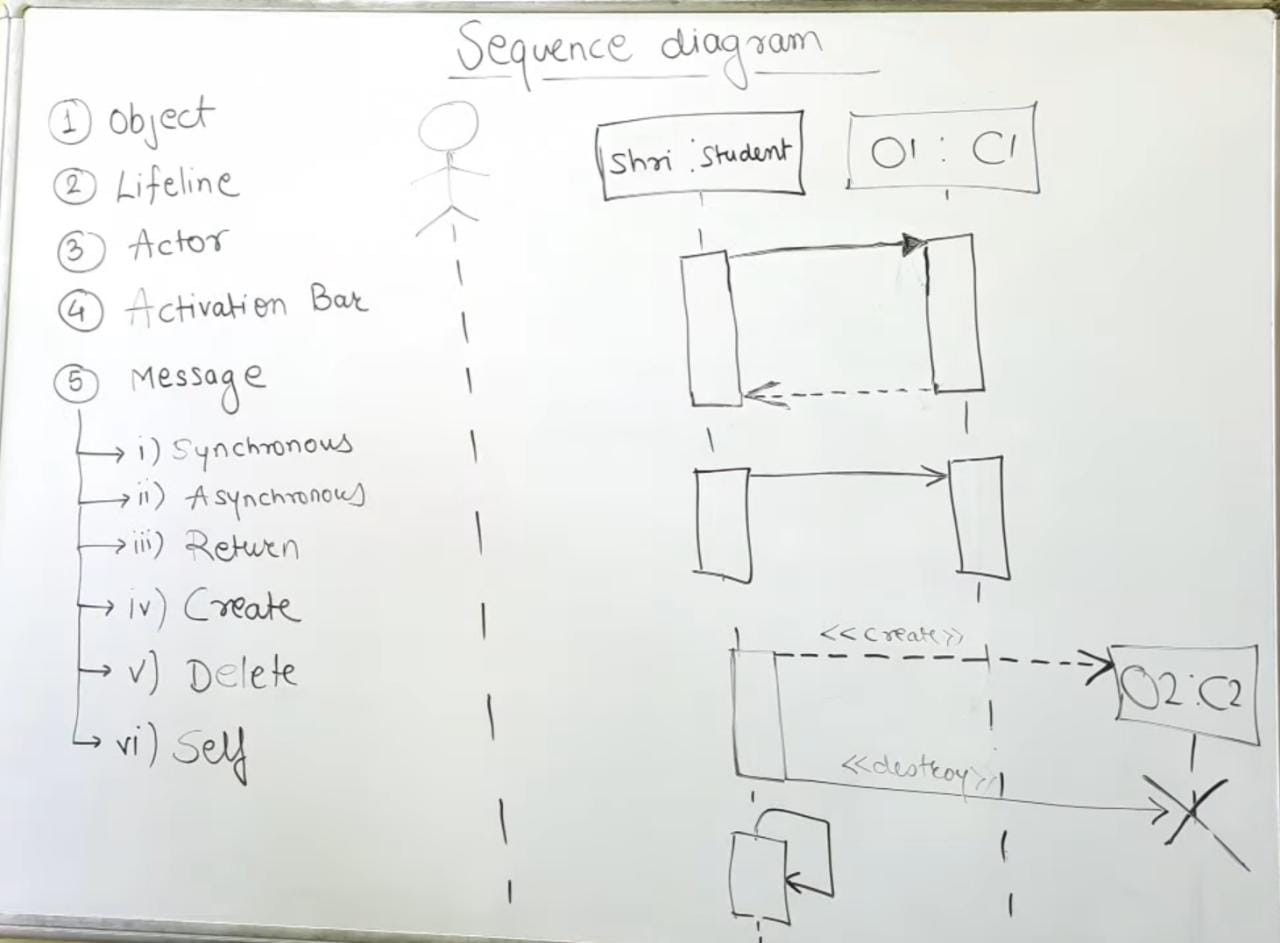 Sequence diagram
① Object
② Lifeline
③ Actor
④ Activation Bar
⑤ Message
i) Synchronous
ii) Asynchronous
iii) Return
iv) Create
v) Delete
vi) Self
Shri : Student
O1 : C1
<<create>>
O2 : C2
<<destroy>>